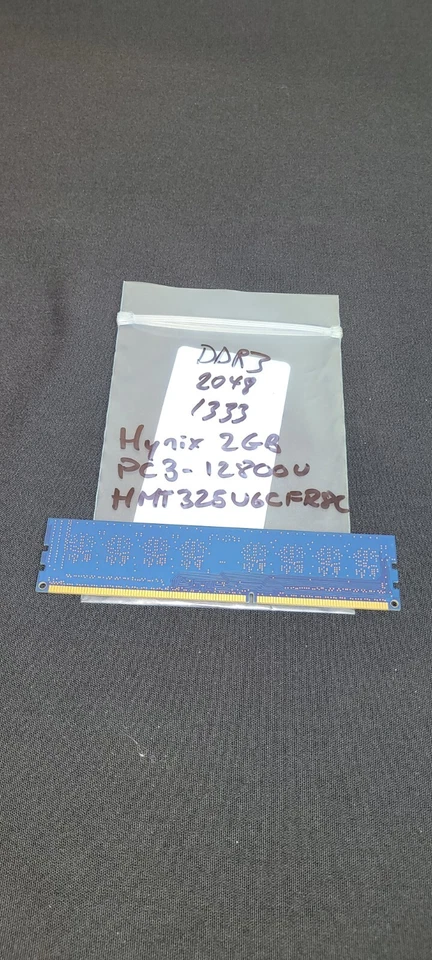 DDR3
2048
1333
Hynix 2GB
PC3-12800U
HMT325U6CFR8C